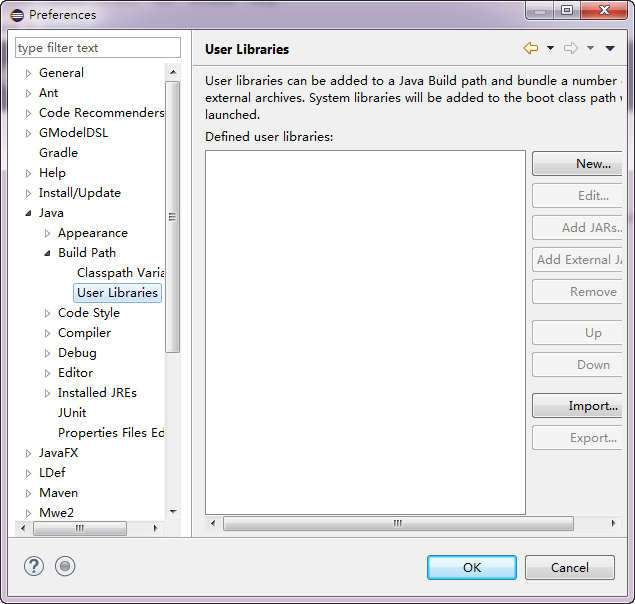 Preferences
type filter text
General
Ant
Code Recommenders
GModelDSL
Gradle
Help
Install/Update
Java
Appearance
Build Path
Classpath Varia
User Libraries
Code Style
Compiler
Debug
Editor
Installed JREs
JUnit
Properties Files Ed
JavaFX
LDef
Maven
Mwe2
User Libraries
User libraries can be added to a Java Build path and bundle a number
external archives. System libraries will be added to the boot class path
launched.
Defined user libraries:
New...
Edit...
Add JARs..
Add External JA
Remove
Up
Down
Import...
Export...
?
OK
Cancel